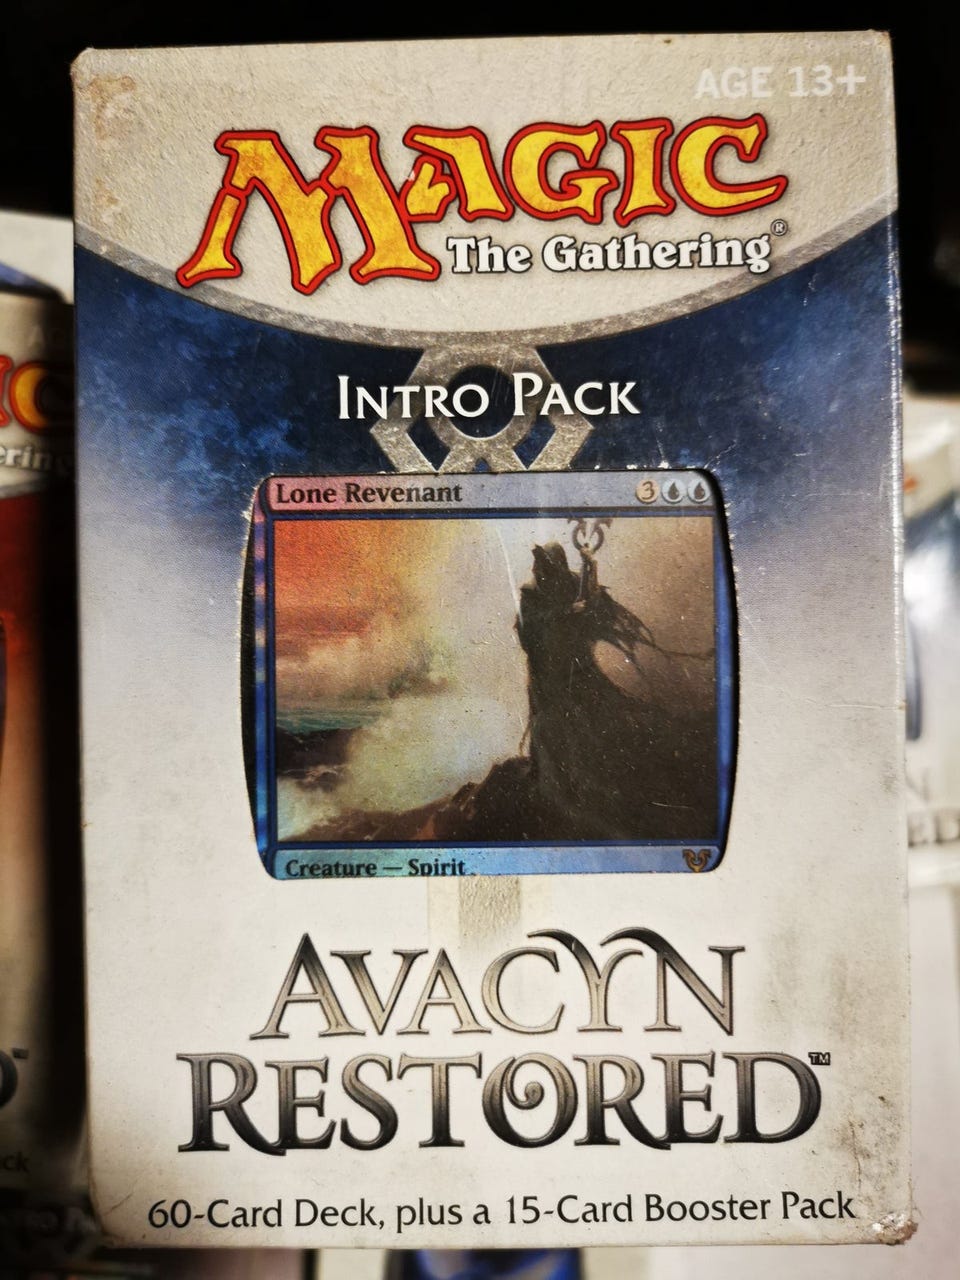 AGE 13+
MAGIC
The Gathering®
INTRO PACK
Lone Revenant 3
Creature — Spirit
AVACYN
RESTORED™
60-Card Deck, plus a 15-Card Booster Pack